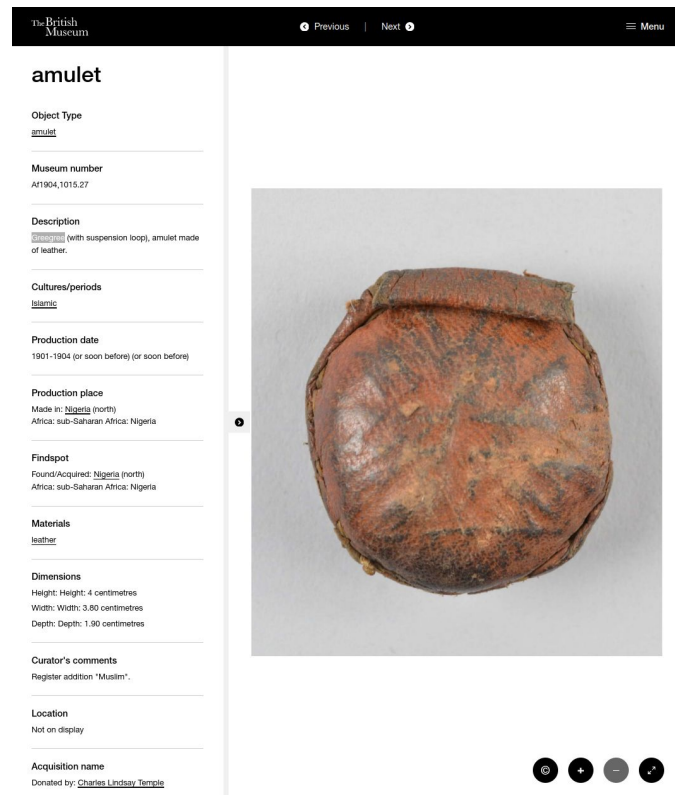 The British
Museum
Previous | Next
Menu
amulet
Object Type
amulet
Museum number
Af1904,1015.27
Description
Greegree (with suspension loop), amulet made
of leather.
Cultures/periods
Islamic
Production date
1901-1904 (or soon before) (or soon before)
Production place
Made in: Nigeria (north)
Africa: sub-Saharan Africa: Nigeria
Findspot
Found/Acquired: Nigeria (north)
Africa: sub-Saharan Africa: Nigeria
Materials
leather
Dimensions
Height: Height: 4 centimetres
Width: Width: 3.80 centimetres
Depth: Depth: 1.90 centimetres
Curator's comments
Register addition "Muslim".
Location
Not on display
Acquisition name
Donated by: Charles Lindsay Temple
©